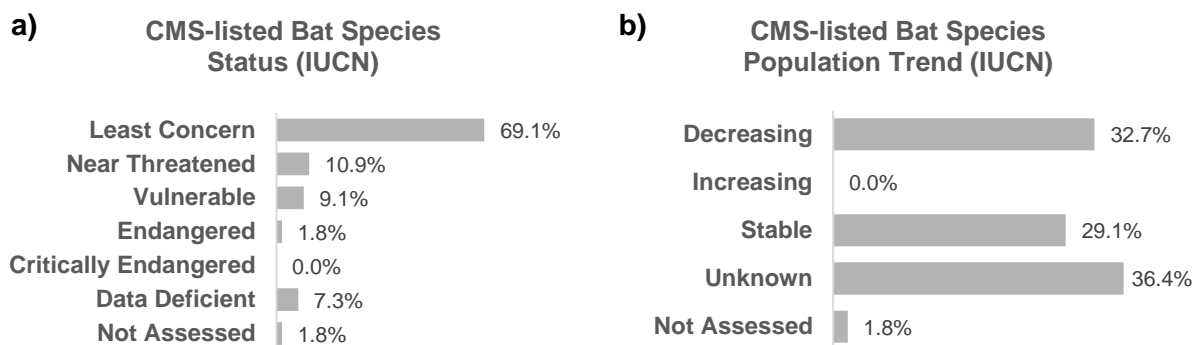 a)
CMS-listed Bat Species
Status (IUCN)
Least Concern 69.1%
Near Threatened 10.9%
Vulnerable 9.1%
Endangered 1.8%
Critically Endangered 0.0%
Data Deficient 7.3%
Not Assessed 1.8%
b)
CMS-listed Bat Species
Population Trend (IUCN)
Decreasing 32.7%
Increasing 0.0%
Stable 29.1%
Unknown 36.4%
Not Assessed 1.8%